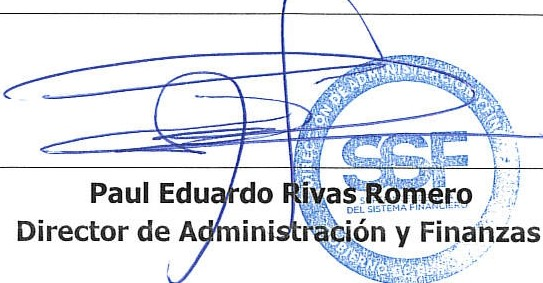 SSF
DEL SISTEMA FINANCIERO
Paul Eduardo Rivas Romero
Director de Administración y Finanzas